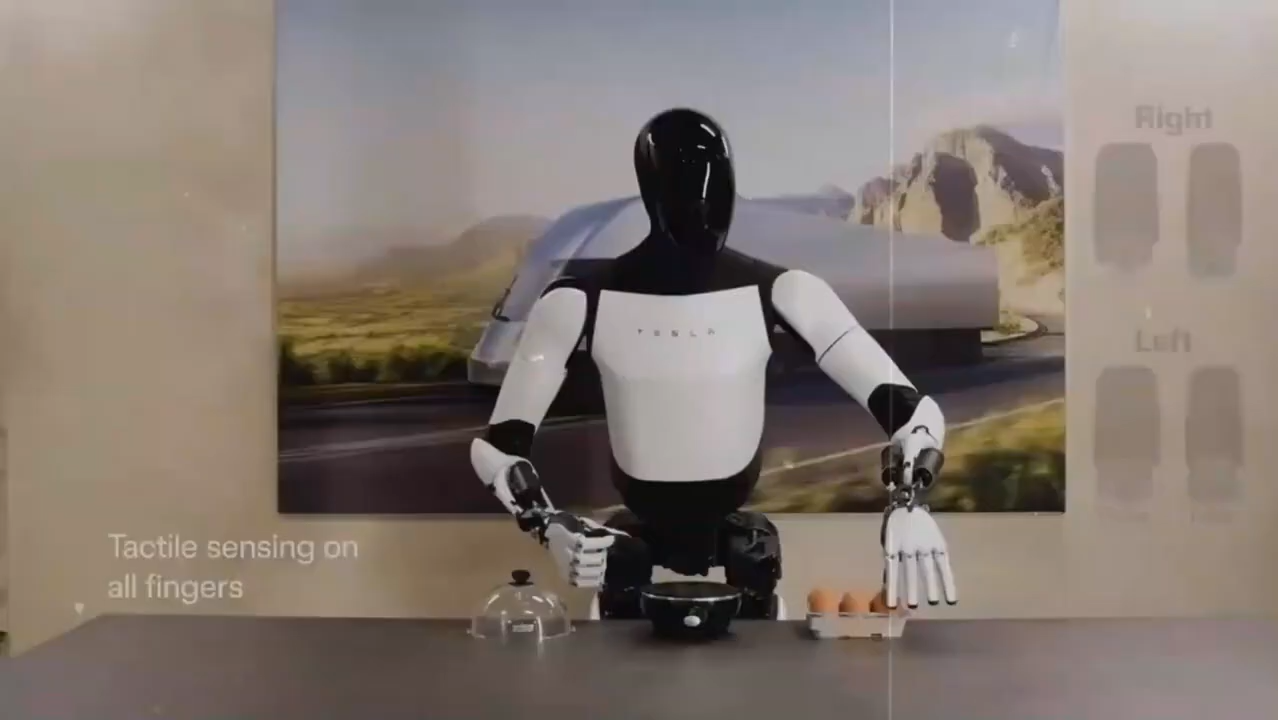 Right
TESLA
Left
Tactile sensing on
all fingers